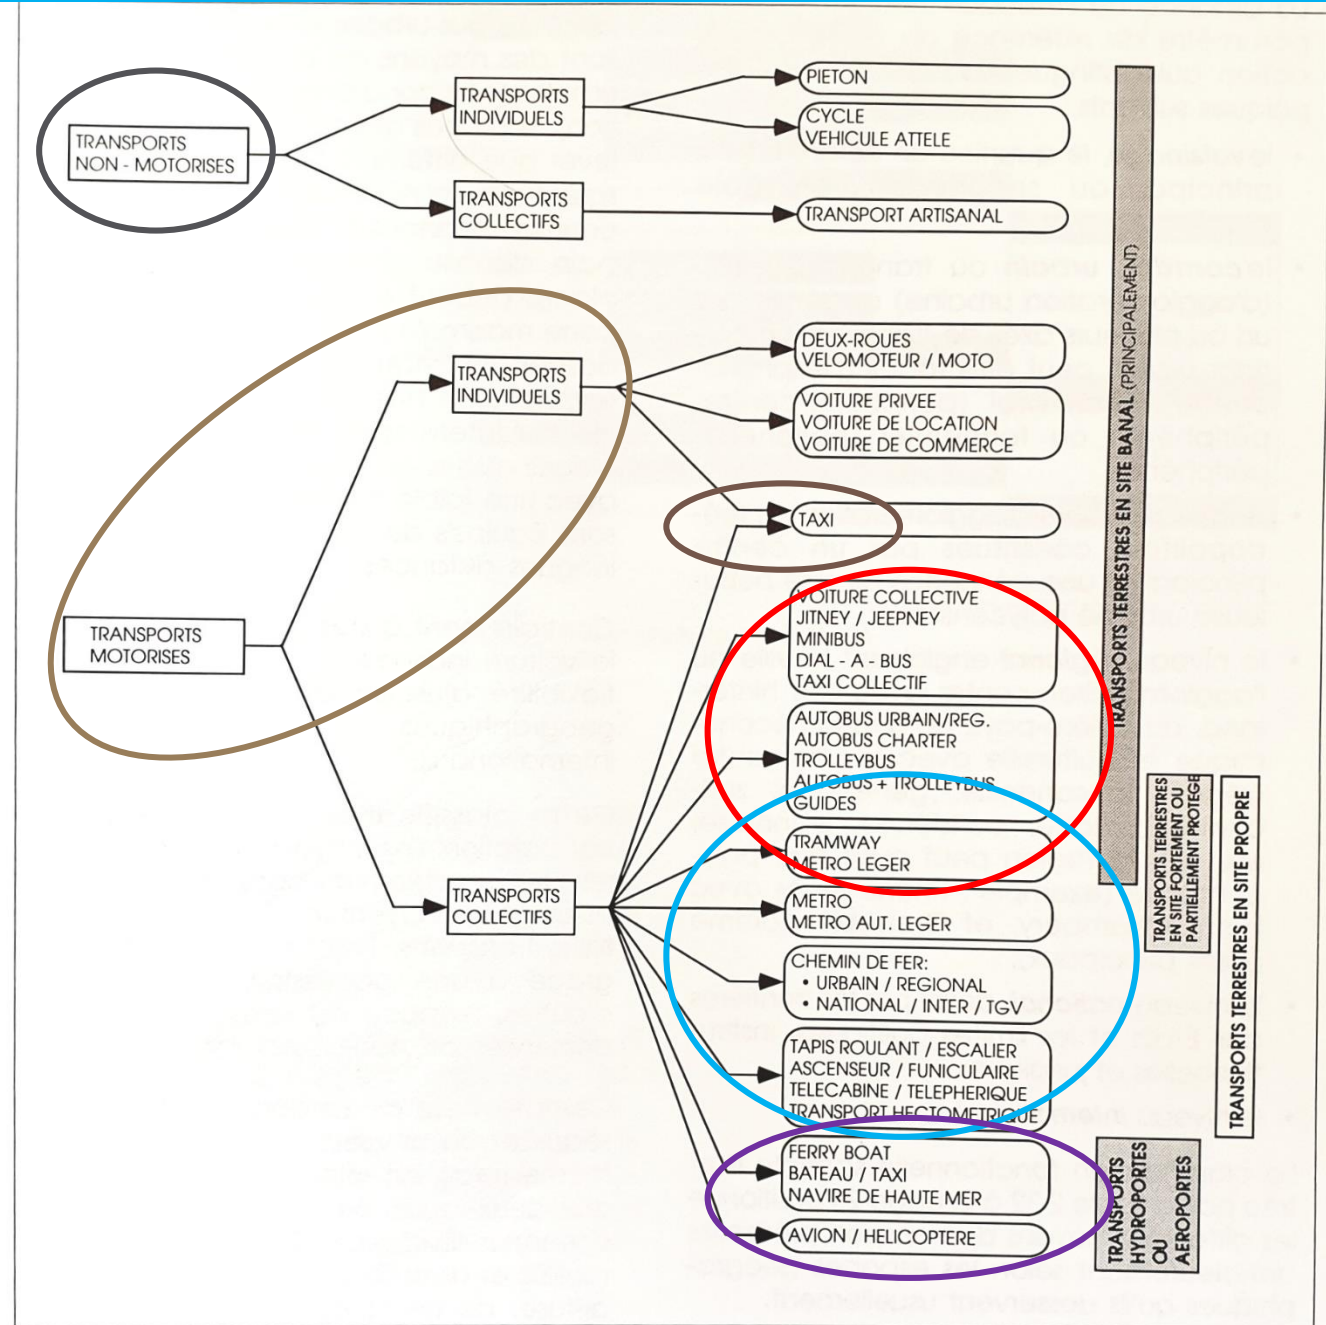 TRANSPORTS
NON - MOTORISES
TRANSPORTS
INDIVIDUELS
PIETON
CYCLE
VEHICULE ATTELE
TRANSPORTS
COLLECTIFS
TRANSPORT ARTISANAL
TRANSPORTS
MOTORISES
TRANSPORTS
INDIVIDUELS
DEUX-ROUES
VELOMOTEUR / MOTO
VOITURE PRIVEE
VOITURE DE LOCATION
VOITURE DE COMMERCE
TAXI
TRANSPORTS
COLLECTIFS
VOITURE COLLECTIVE
JITNEY / JEEPNEY
MINIBUS
DIAL - A - BUS
TAXI COLLECTIF
AUTOBUS URBAIN/REG.
AUTOBUS CHARTER
TROLLEYBUS
AUTOBUS + TROLLEYBUS
GUIDES
TRAMWAY
METRO LEGER
METRO
METRO AUT. LEGER
CHEMIN DE FER:
• URBAIN / REGIONAL
• NATIONAL / INTER / TGV
TAPIS ROULANT / ESCALIER
ASCENSEUR / FUNICULAIRE
TELECABINE / TELEPHERIQUE
TRANSPORT HECTOMETRIQUE
FERRY BOAT
BATEAU / TAXI
NAVIRE DE HAUTE MER
AVION / HELICOPTERE
TRANSPORTS TERRESTRES EN SITE BANAL (PRINCIPALEMENT)
TRANSPORTS TERRESTRES
EN SITE FORTEMENT OU
PARTIELLEMENT PROTEGE
TRANSPORTS TERRESTRES EN SITE PROPRE
TRANSPORTS
HYDROPORTES
OU
AEROPORTES